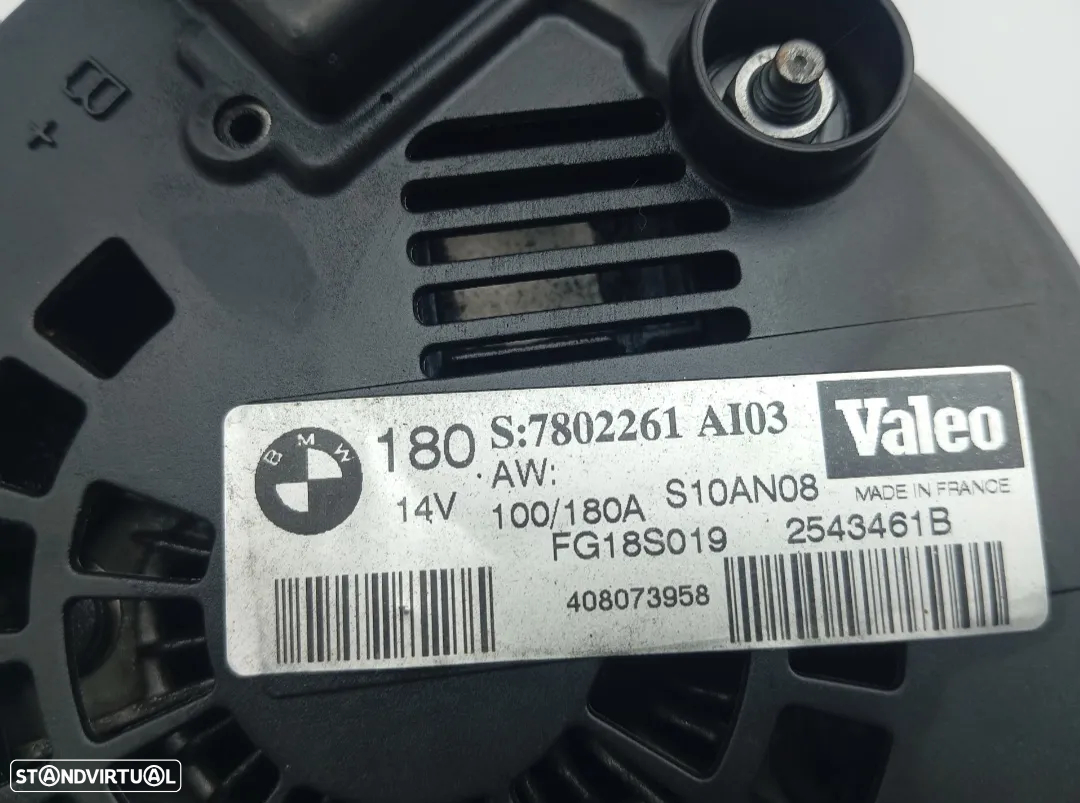 B
+
BMW
180 S:7802261 AI03
Valeo
AW:
14V 100/180A S10AN08
MADE IN FRANCE
FG18S019 2543461B
408073958
STANDVIRTUAL